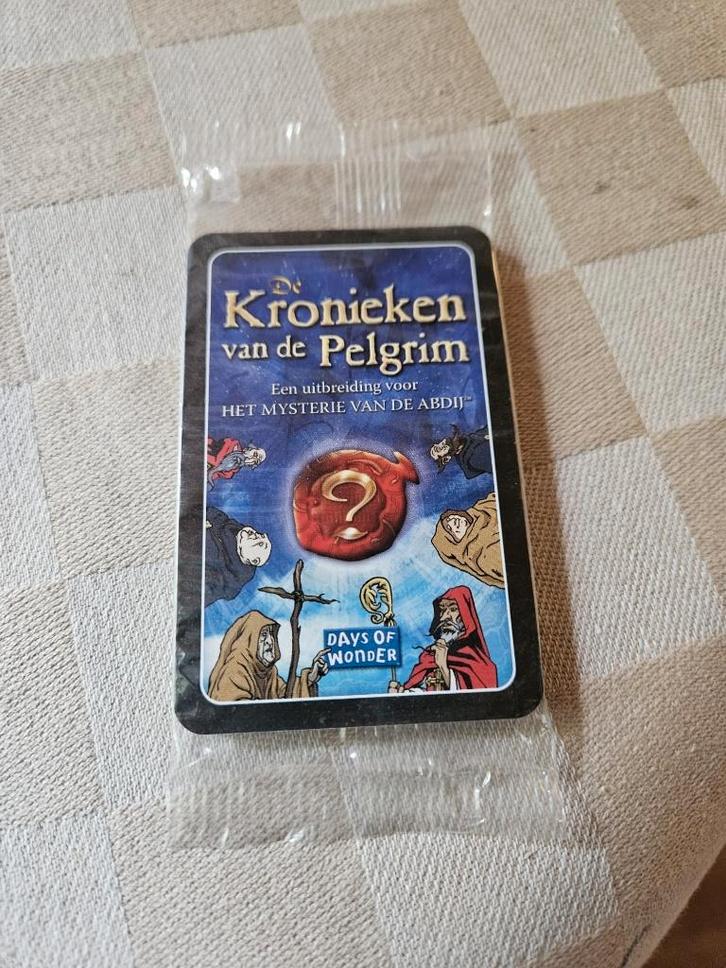 De
Kronieken
van de Pelgrim
Een uitbreiding voor
HET MYSTERIE VAN DE ABDIJ™
?
DAYS OF
WONDER